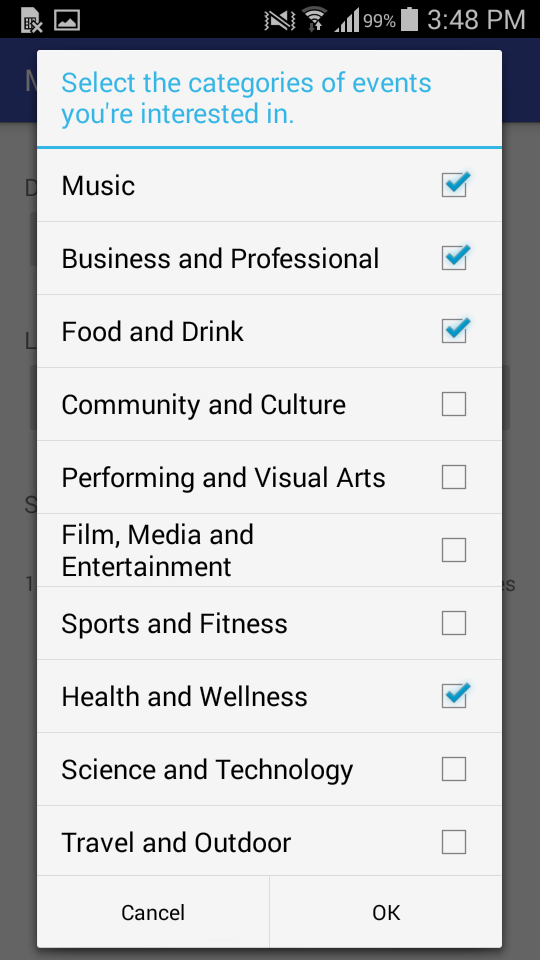 99% 3:48 PM
Select the categories of events
you're interested in.
Music
Business and Professional
Food and Drink
Community and Culture
Performing and Visual Arts
Film, Media and
Entertainment
Sports and Fitness
Health and Wellness
Science and Technology
Travel and Outdoor
Cancel OK